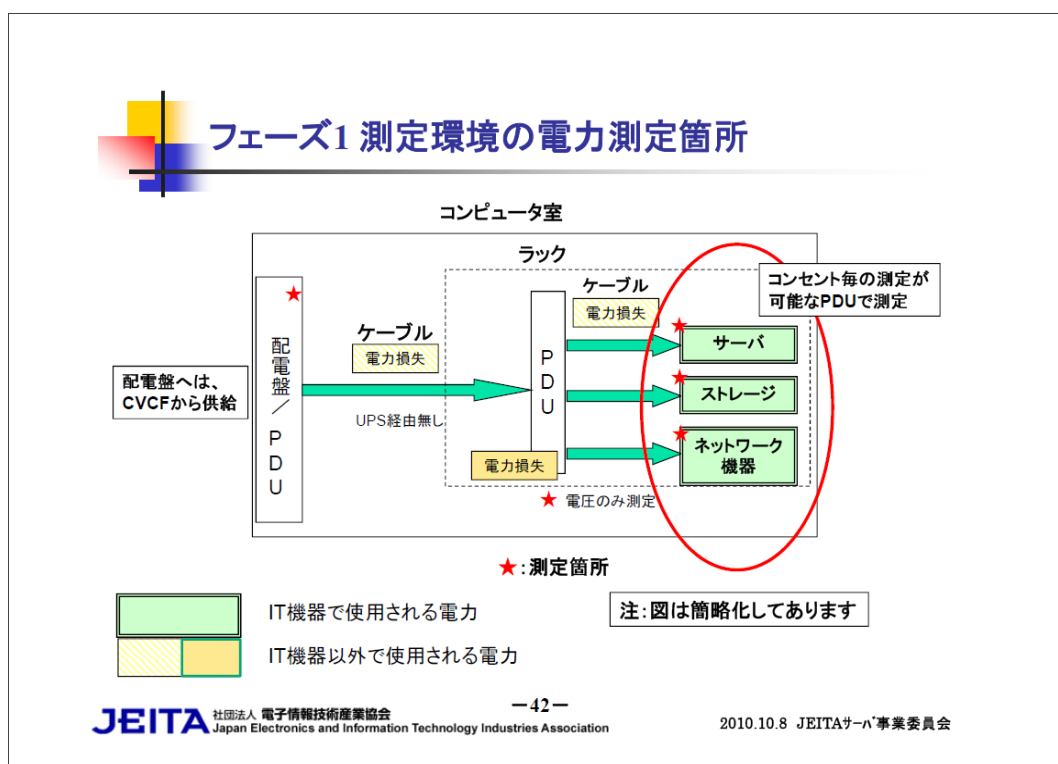 フェーズ1 測定環境の電力測定箇所
コンピュータ室
ラック
コンセント毎の測定が
可能なPDUで測定
ケーブル
電力損失
ケーブル
電力損失
配電盤/PDU
PDU
サーバ
ストレージ
ネットワーク
機器
配電盤へは、
CVCFから供給
UPS経由無し
電力損失
★ 電圧のみ測定
★:測定箇所
IT機器で使用される電力
注:図は簡略化してあります
IT機器以外で使用される電力
-42-
JEITA 社団法人 電子情報技術産業協会
Japan Electronics and Information Technology Industries Association
2010.10.8 JEITAサーバ事業委員会